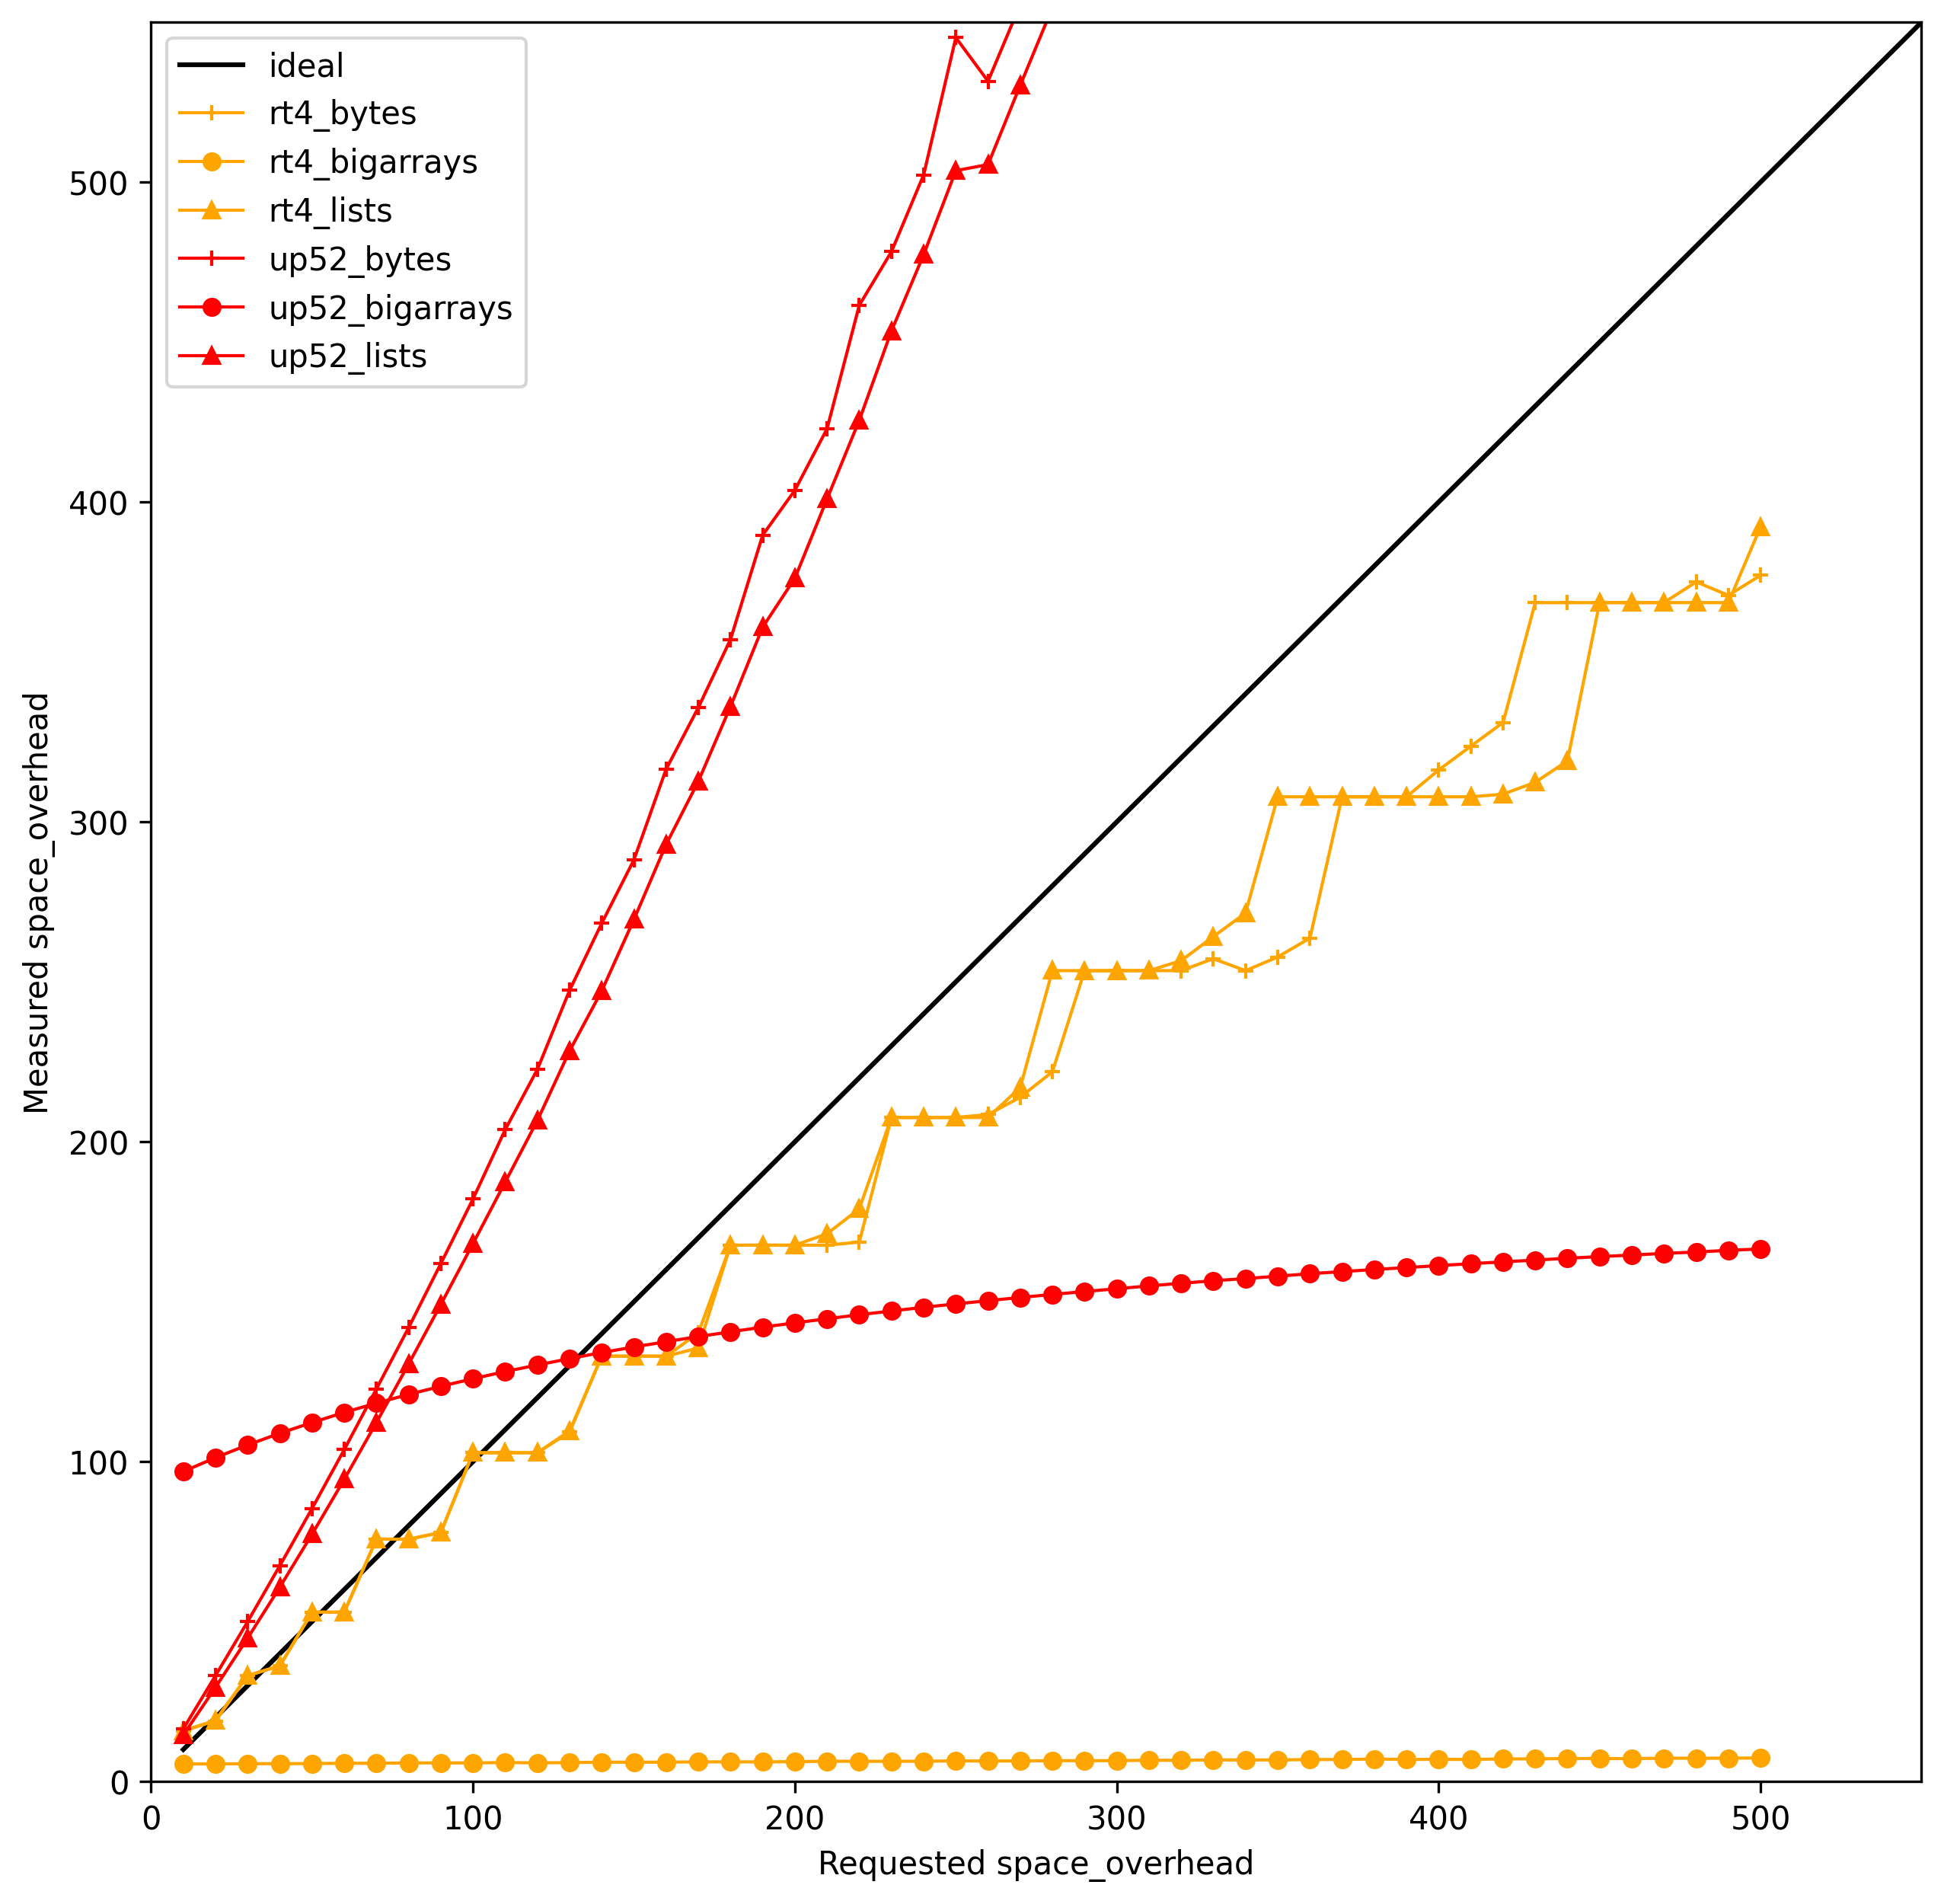 ideal
rt4_bytes
rt4_bigarrays
rt4_lists
up52_bytes
up52_bigarrays
up52_lists
500
400
300
200
100
0
Measured space_overhead
0 100 200 300 400 500
Requested space_overhead